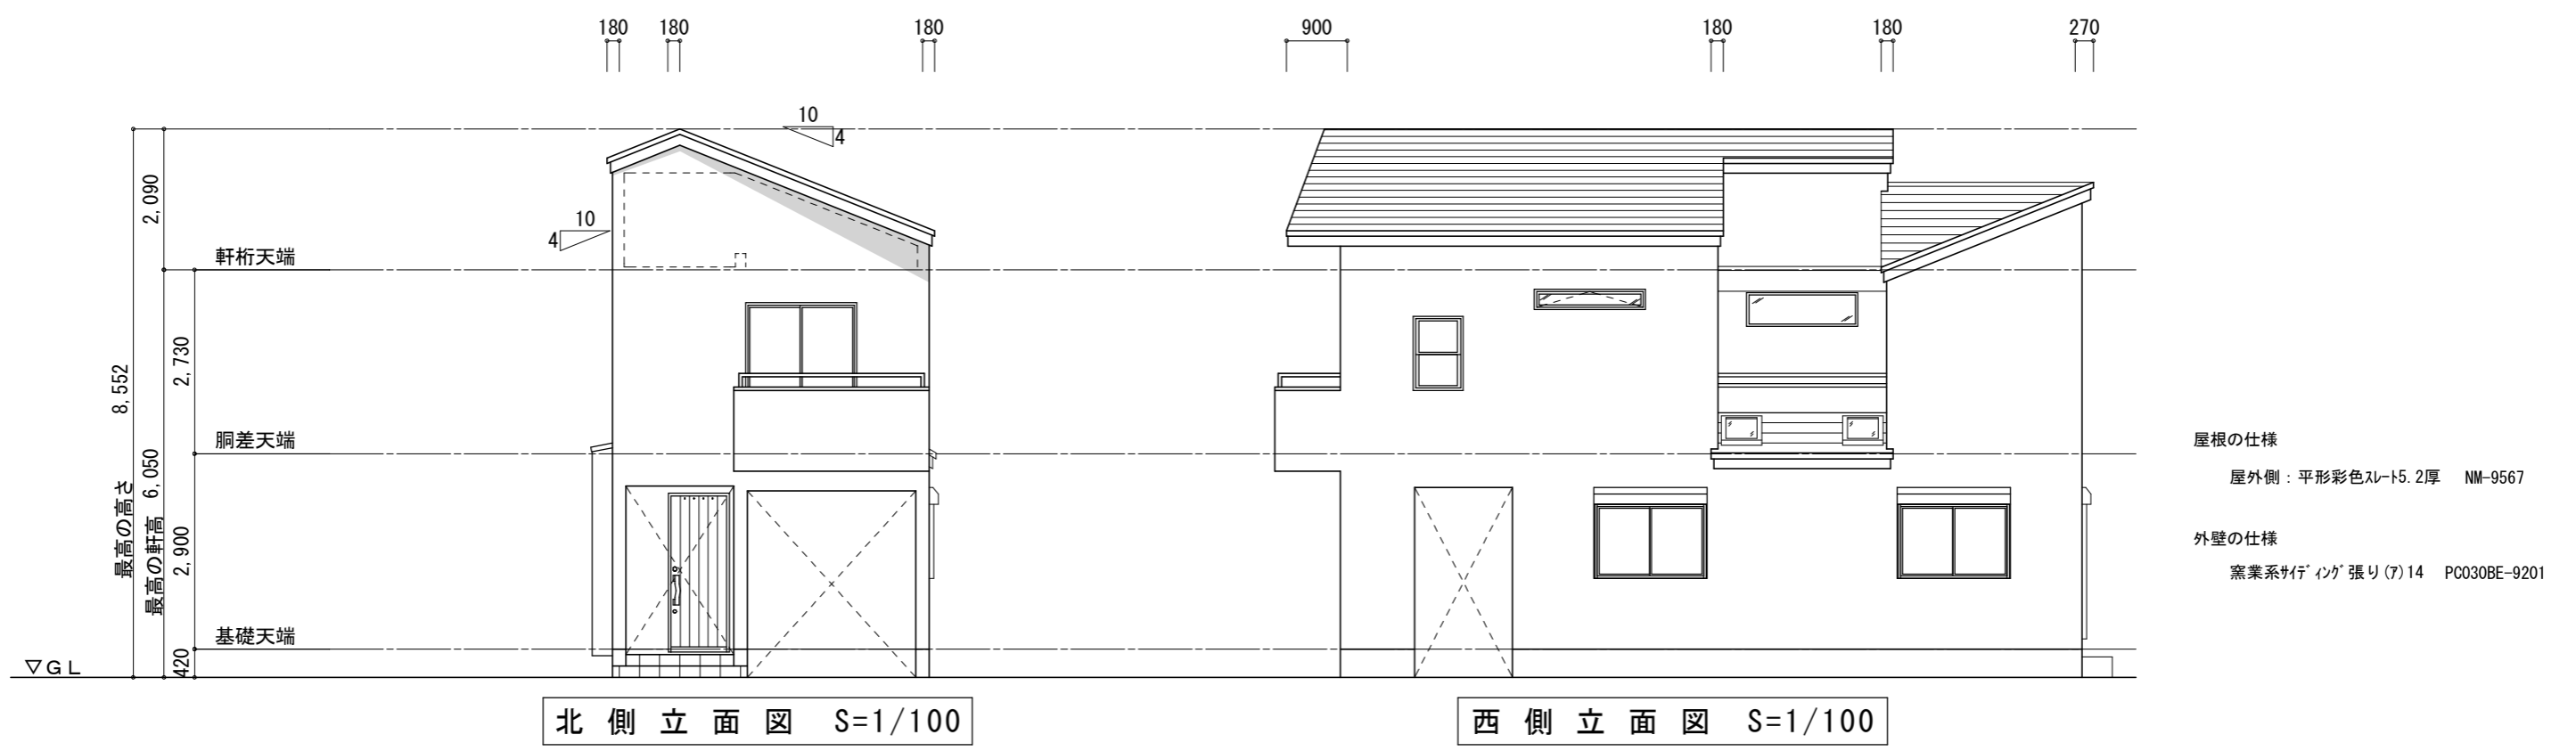 180 180 180 900 180 180 270
10
4
2,090
10
4
軒桁天端
8,552
2,730
胴差天端
最高の高さ
最高の軒高 6,050
2,900
基礎天端
420
▽GL
屋根の仕様
屋外側：平形彩色ｽﾚｰﾄ5.2厚 NM-9567
外壁の仕様
窯業系ｻｲﾃﾞｨﾝｸﾞ張り(ｱ)14 PC030BE-9201
北側立面図 S=1/100
西側立面図 S=1/100